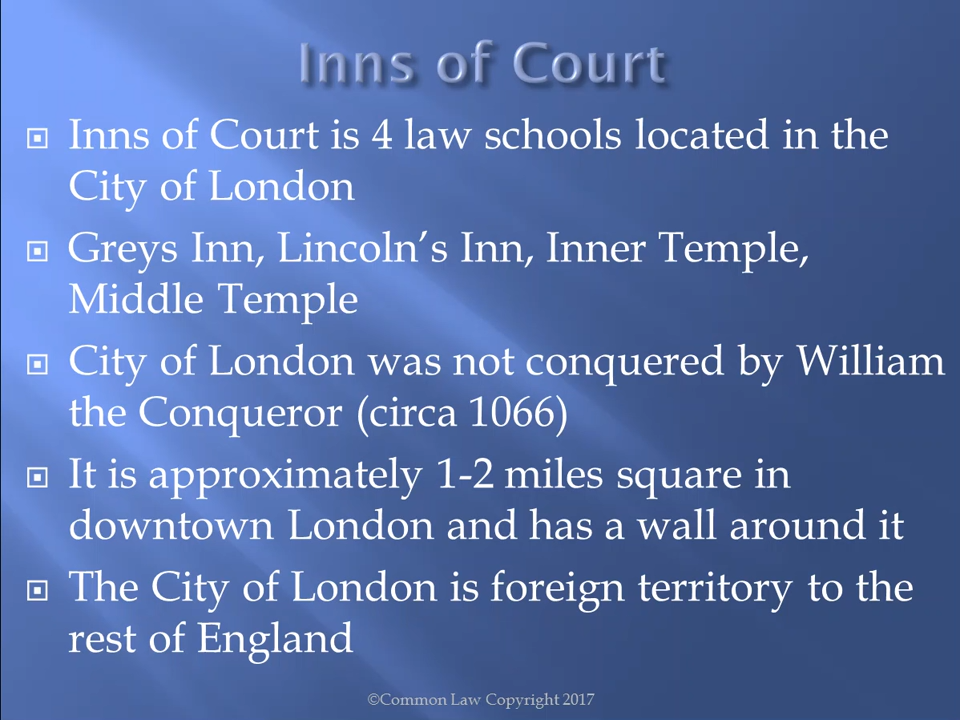 Inns of Court
Inns of Court is 4 law schools located in the
City of London
Greys Inn, Lincoln’s Inn, Inner Temple,
Middle Temple
City of London was not conquered by William
the Conqueror (circa 1066)
It is approximately 1-2 miles square in
downtown London and has a wall around it
The City of London is foreign territory to the
rest of England
©Common Law Copyright 2017